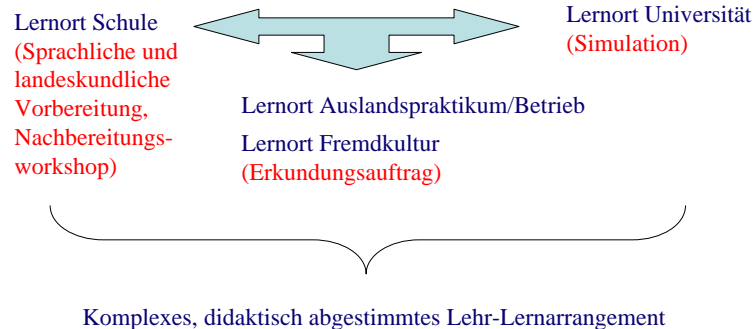 Lernort Schule
(Sprachliche und
landeskundliche
Vorbereitung,
Nachbereitungs-
workshop)
Lernort Universität
(Simulation)
Lernort Auslandspraktikum/Betrieb
Lernort Fremdkultur
(Erkundungsauftrag)
Komplexes, didaktisch abgestimmtes Lehr-Lernarrangement